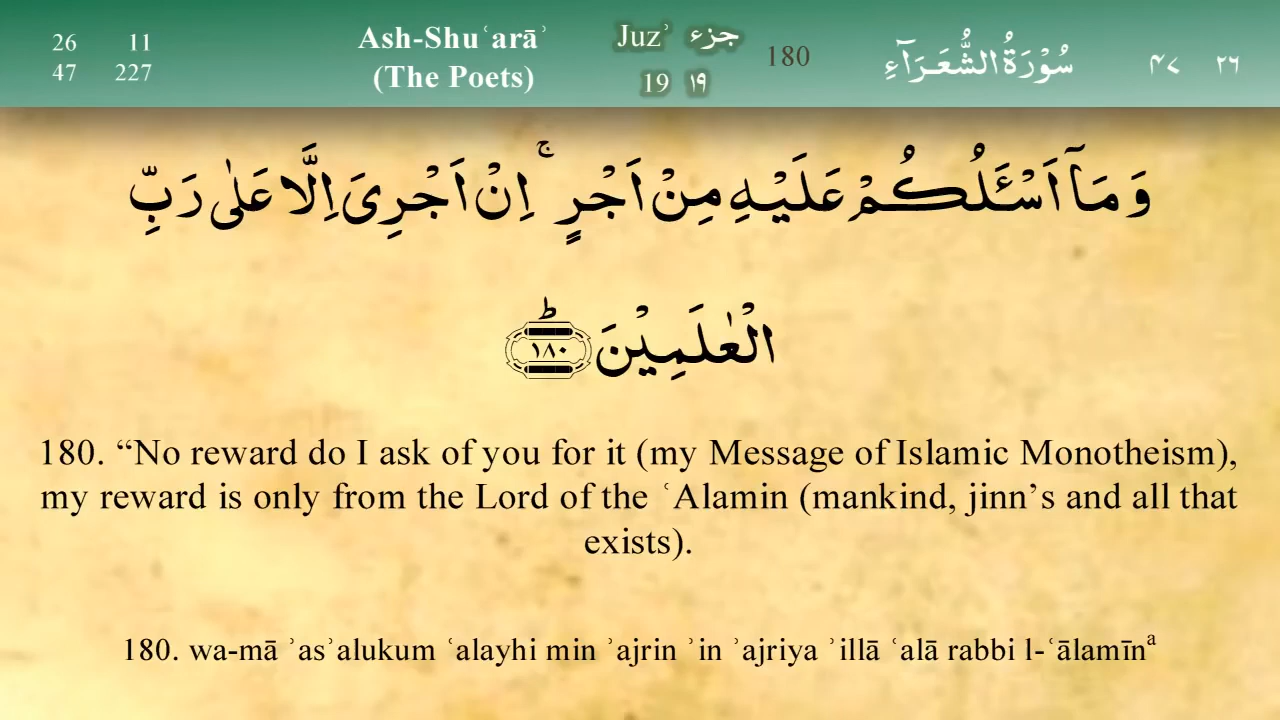 26 11
47 227
Ash-Shuʿarāʾ
(The Poets)
Juzʾ جزء
19 ١٩
180
سُوْرَةُ الشُّعَرَآءِ
۴۷ ٢٦
وَ مَاۤ اَسْـَٔلُكُمْ عَلَيْهِ مِنْ اَجْرٍ ۚ اِنْ اَجْرِىَ اِلَّا عَلٰى رَبِّ
الْعٰلَمِيْنَ ؕ ١٨٠
180. “No reward do I ask of you for it (my Message of Islamic Monotheism),
my reward is only from the Lord of the ʿAlamin (mankind, jinn’s and all that
exists).
180. wa-mā ʾasʾalukum ʿalayhi min ʾajrin ʾin ʾajriya ʾillā ʿalā rabbi l-ʿālamīnᵃ